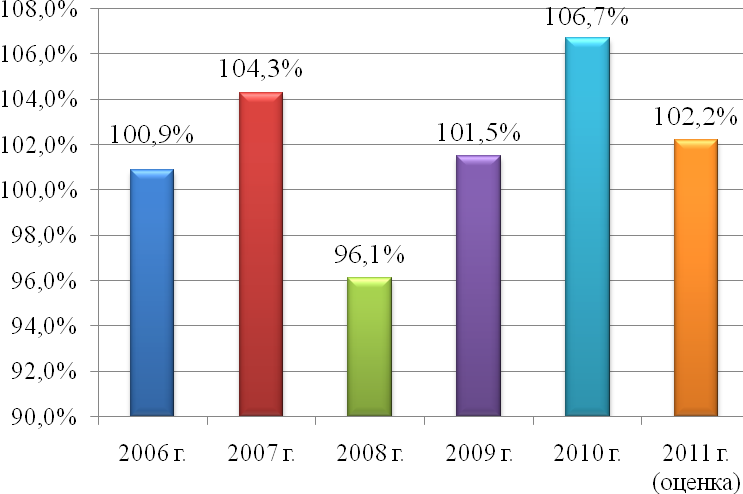 108,0%
106,0%
104,0%
102,0%
100,0%
98,0%
96,0%
94,0%
92,0%
90,0%
100,9%
104,3%
96,1%
101,5%
106,7%
102,2%
2006 г.
2007 г.
2008 г.
2009 г.
2010 г.
2011 г.
(оценка)